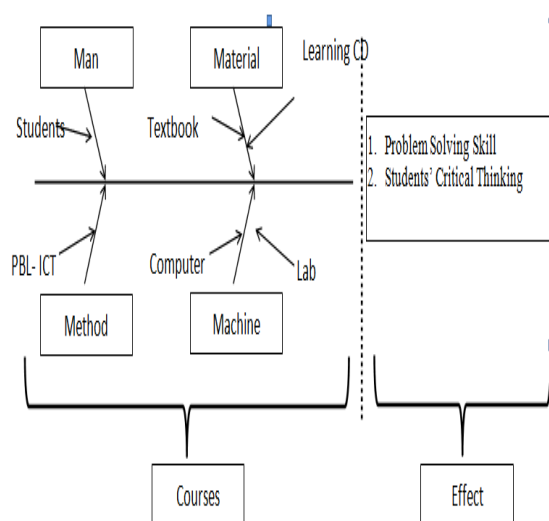 Man
Material
Learning CD
Students
Textbook
1. Problem Solving Skill
2. Students' Critical Thinking
PBL- ICT
Computer
Lab
Method
Machine
Courses
Effect